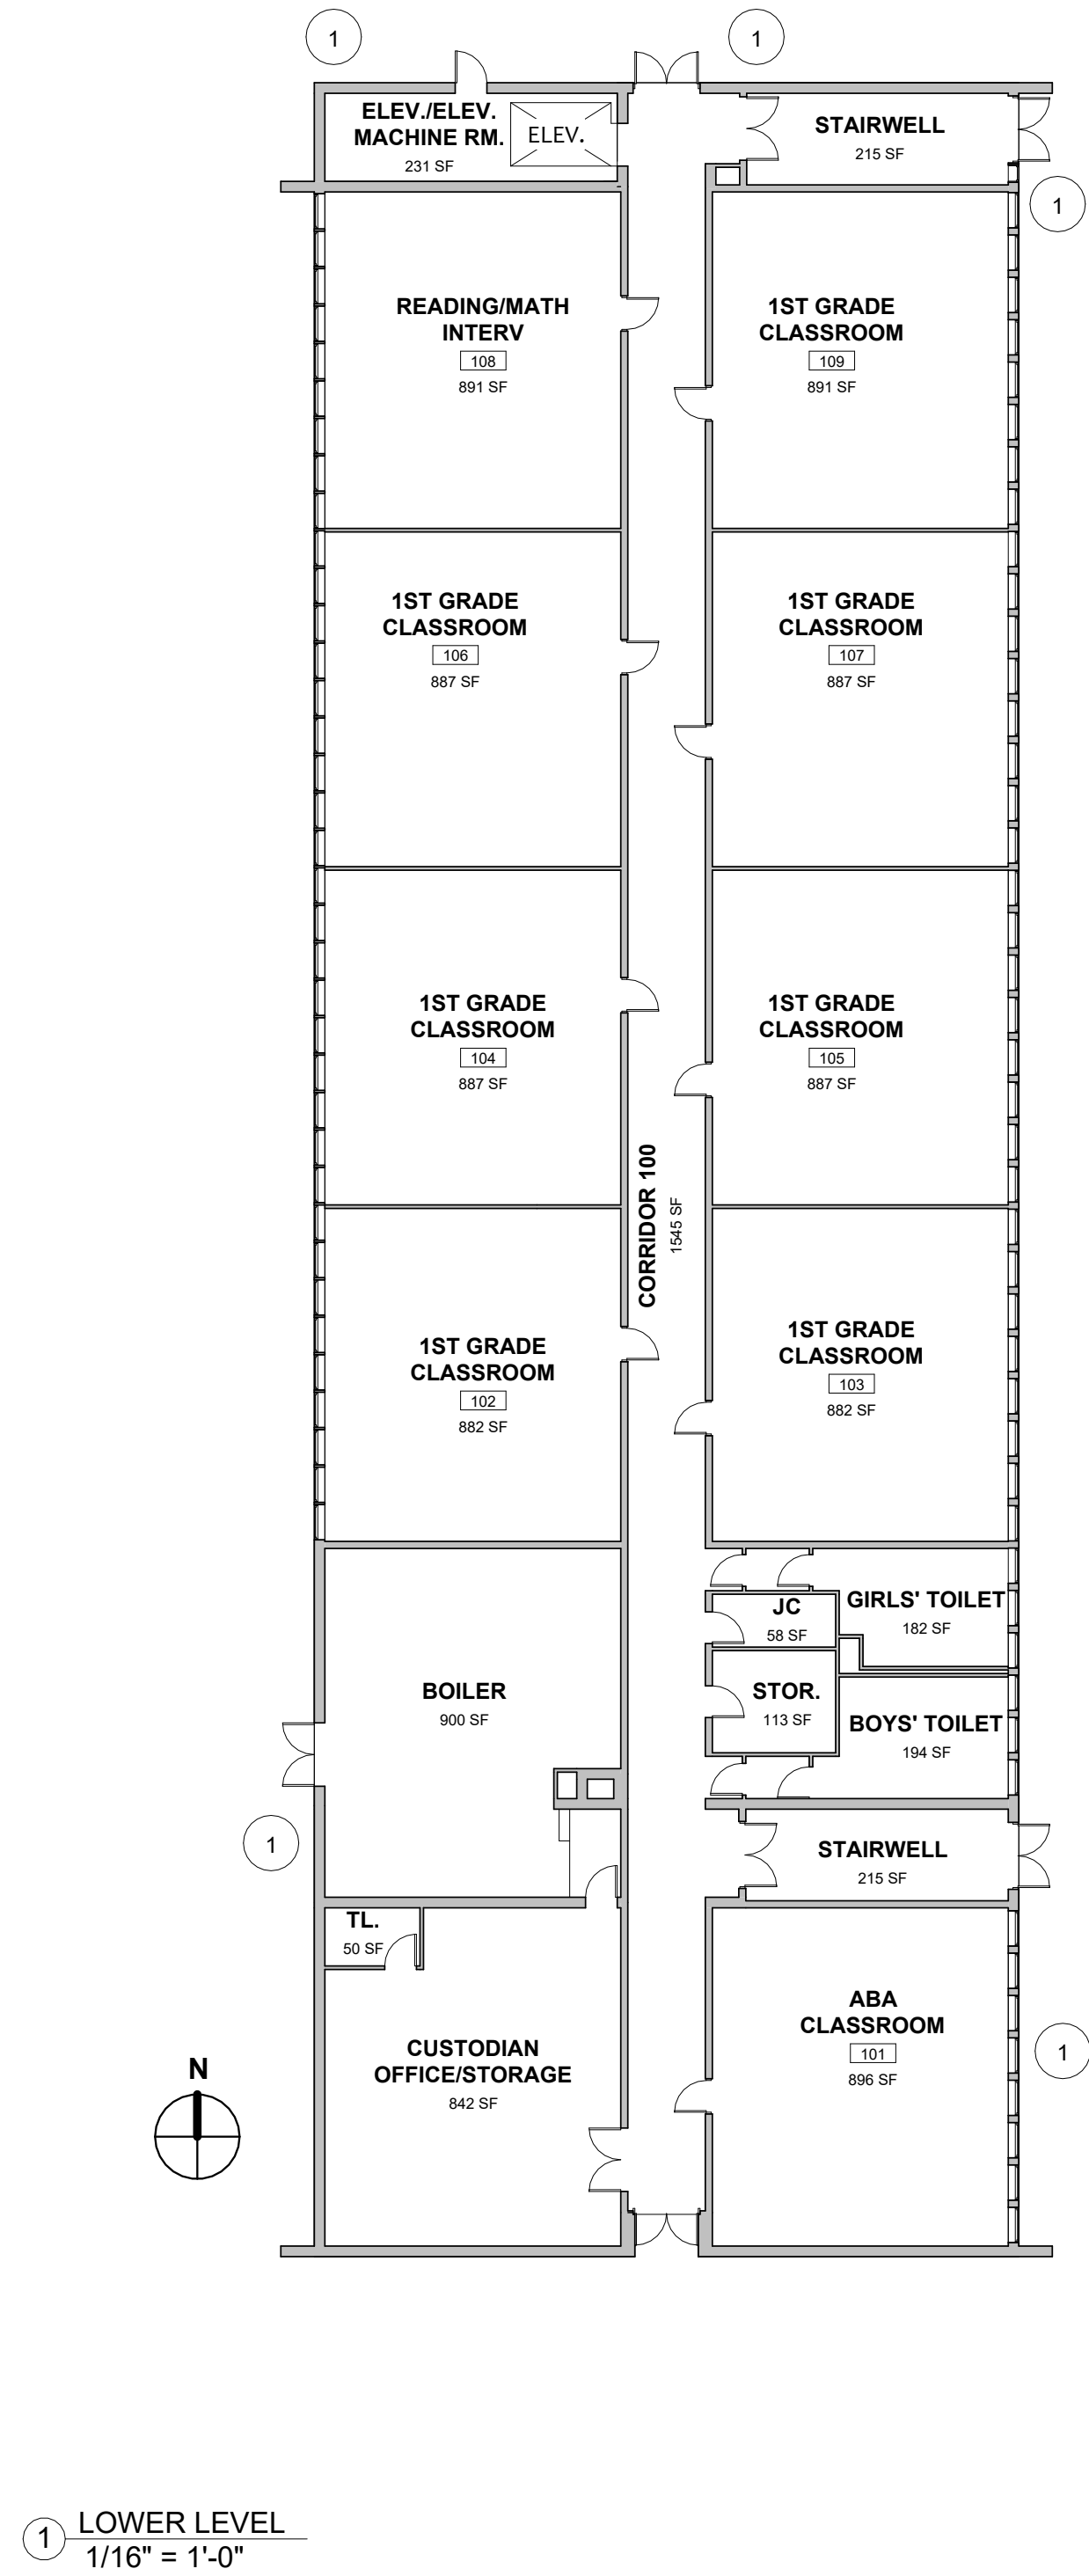 1
1
ELEV./ELEV.
MACHINE RM.
231 SF
ELEV.
STAIRWELL
215 SF
1
READING/MATH
INTERV
108
891 SF
1ST GRADE
CLASSROOM
109
891 SF
1ST GRADE
CLASSROOM
106
887 SF
1ST GRADE
CLASSROOM
107
887 SF
1ST GRADE
CLASSROOM
104
887 SF
1ST GRADE
CLASSROOM
105
887 SF
CORRIDOR 100
1545 SF
1ST GRADE
CLASSROOM
102
882 SF
1ST GRADE
CLASSROOM
103
882 SF
GIRLS' TOILET
182 SF
JC
58 SF
BOILER
900 SF
STOR.
113 SF
BOYS' TOILET
194 SF
1
STAIRWELL
215 SF
TL.
50 SF
CUSTODIAN
OFFICE/STORAGE
842 SF
ABA
CLASSROOM
101
896 SF
1
N
1
LOWER LEVEL
1/16" = 1'-0"